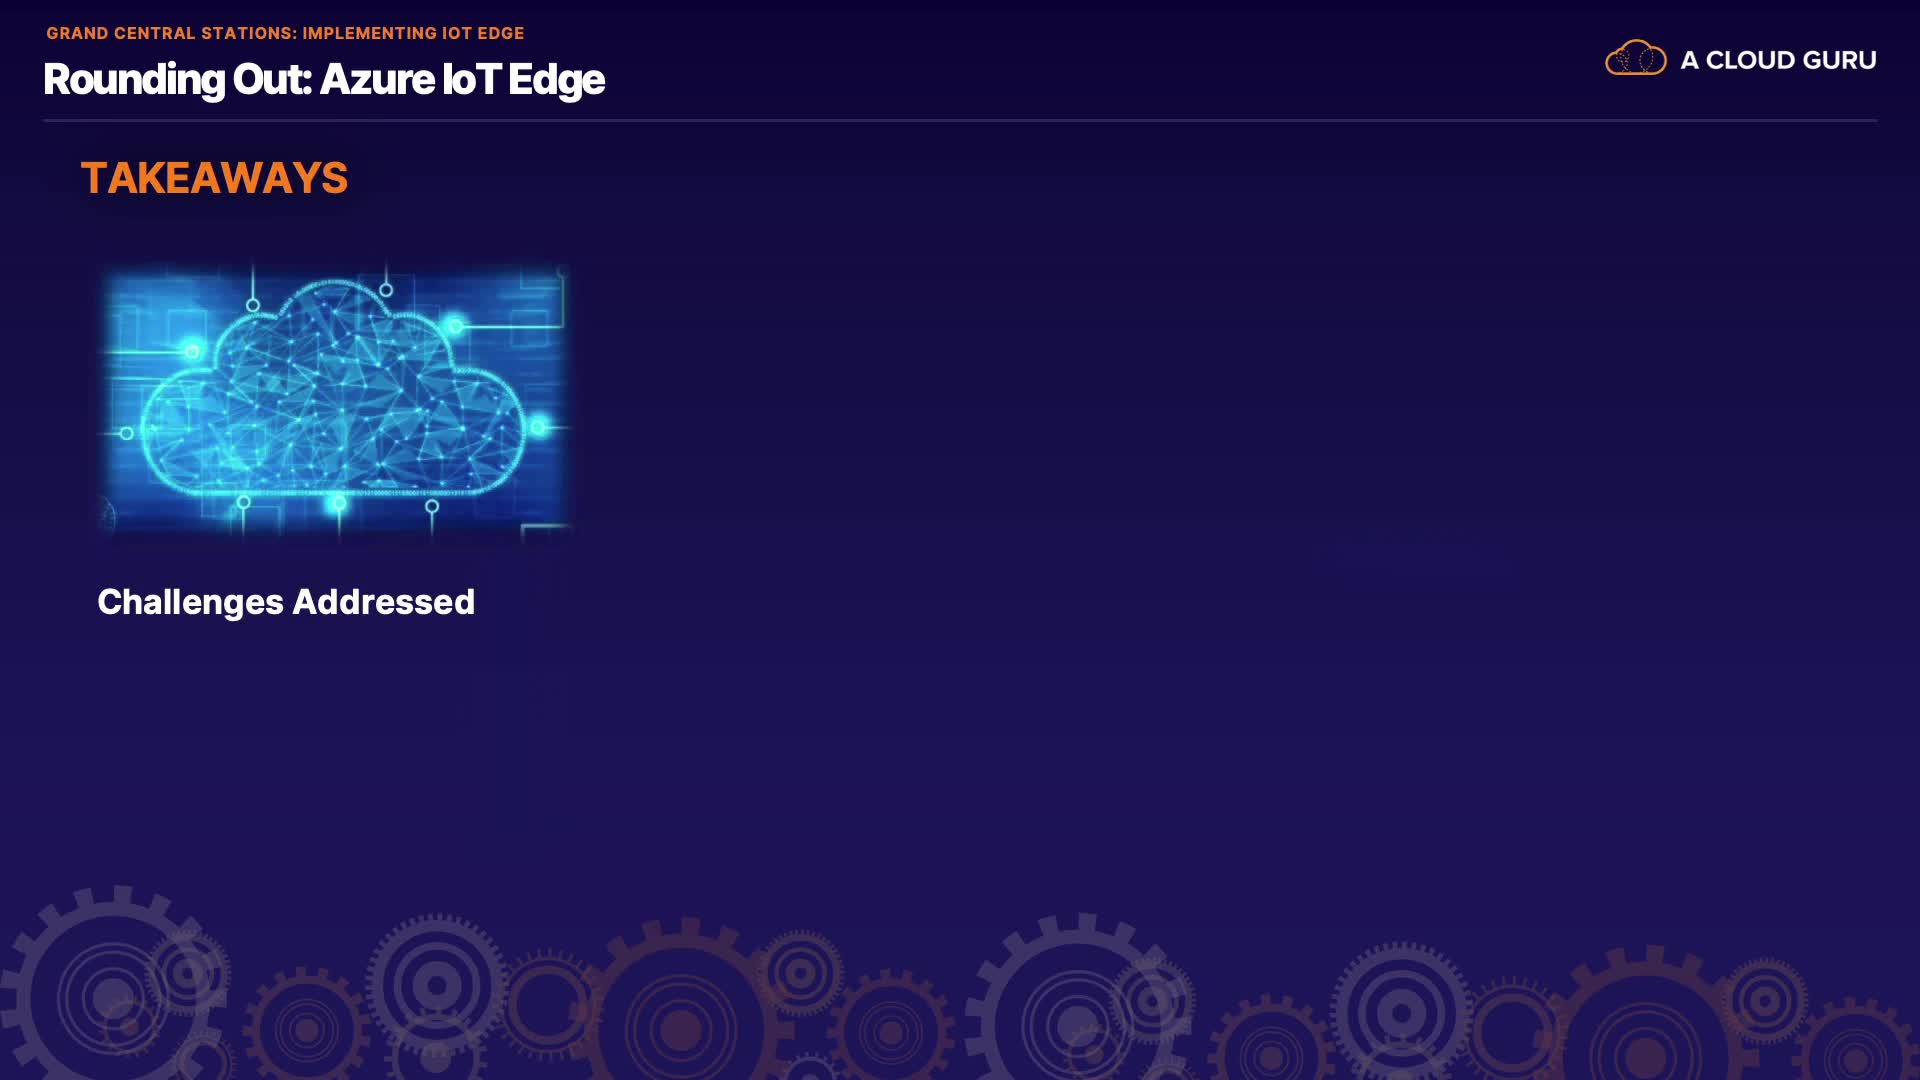 GRAND CENTRAL STATIONS: IMPLEMENTING IOT EDGE
Rounding Out: Azure IoT Edge
A CLOUD GURU
TAKEAWAYS
Challenges Addressed